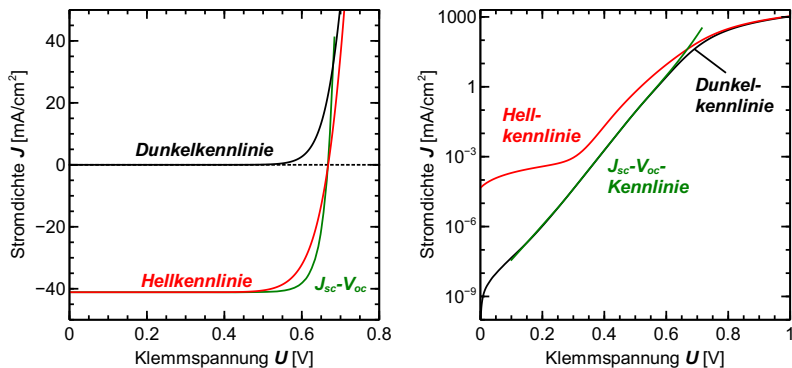 40
20
0
−20
−40
0
0.2
0.4
0.6
0.8
Stromdichte J [mA/cm²]
Klemmspannung U [V]
Dunkelkennlinie
Hellkennlinie
Jsc-Voc
1000
1
10⁻³
10⁻⁶
10⁻⁹
0
0.2
0.4
0.6
0.8
1
Stromdichte J [mA/cm²]
Klemmspannung U [V]
Dunkel-
kennlinie
Hell-
kennlinie
Jsc-Voc-
Kennlinie